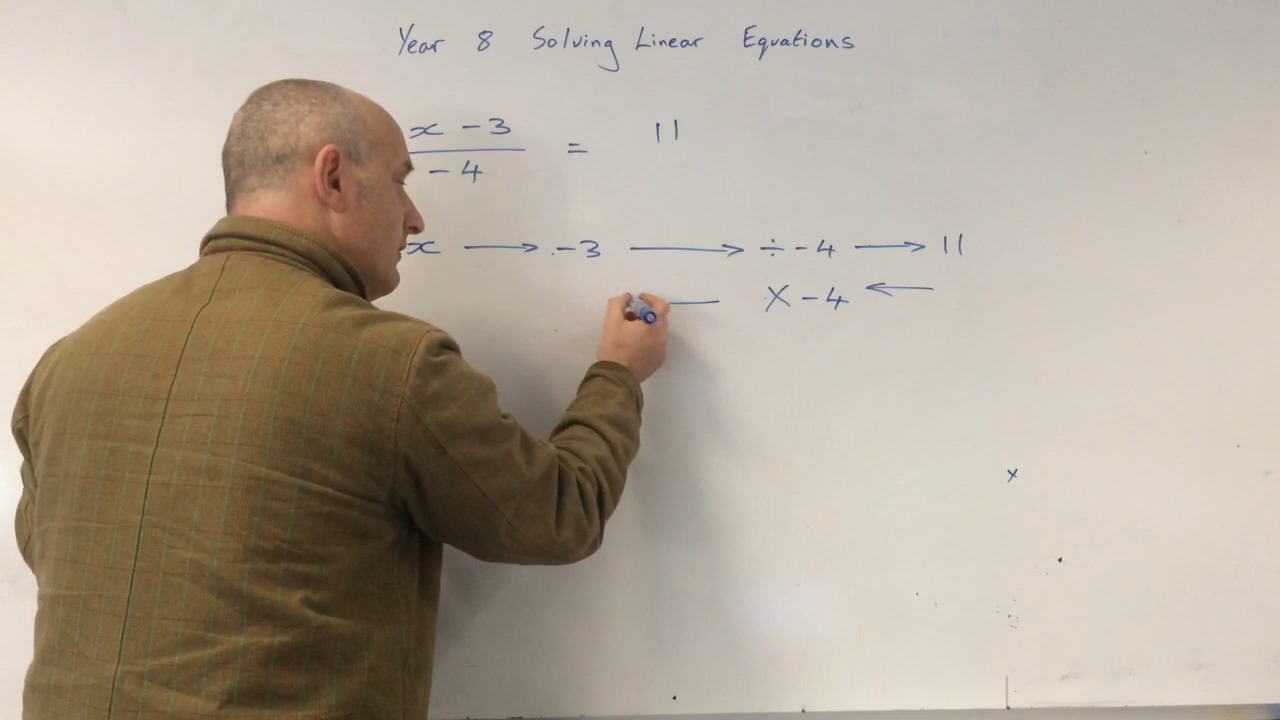 Year 8 Solving Linear Equations
x - 3
- 4
= 11
x → -3 → ÷ -4 → 11
X - 4 ←
x